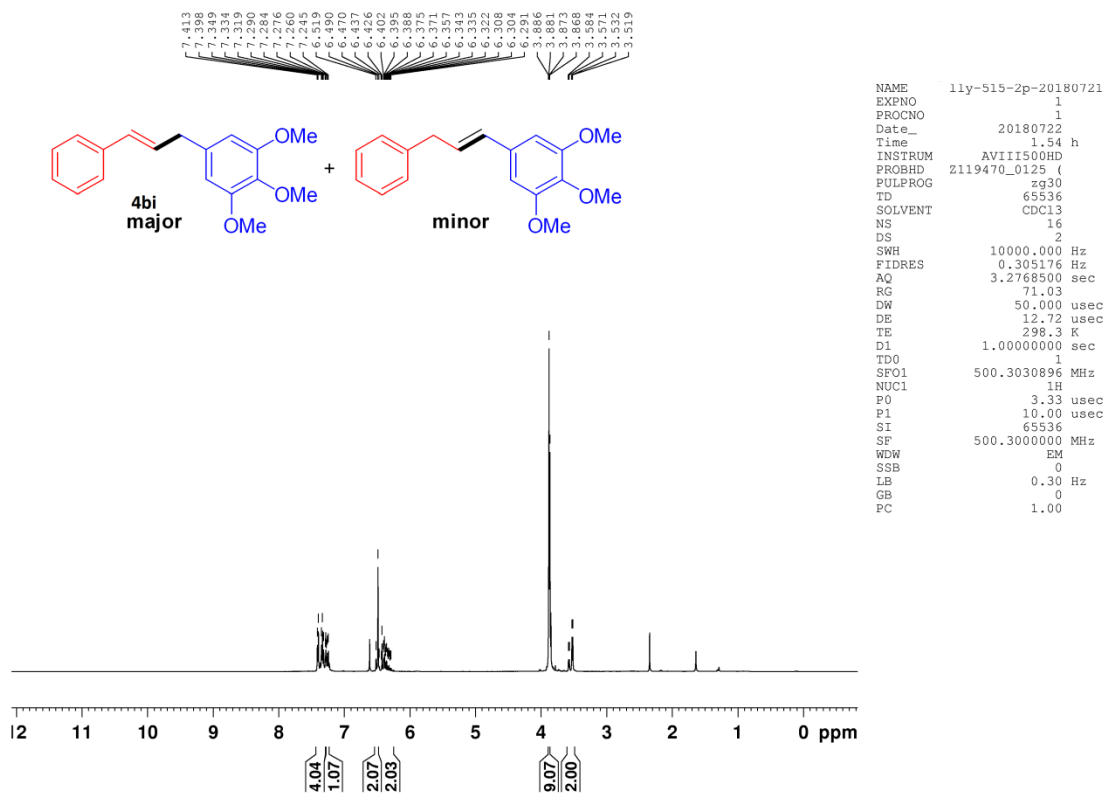 7.413
7.398
7.349
7.334
7.319
7.290
7.284
7.276
7.260
7.245
6.519
6.490
6.470
6.437
6.426
6.402
6.395
6.388
6.375
6.371
6.357
6.343
6.335
6.322
6.308
6.304
6.291
3.886
3.881
3.873
3.868
3.584
3.571
3.532
3.519
OMe
OMe
OMe
4bi
major
+
OMe
OMe
OMe
minor
NAME 11y-515-2p-20180721
EXPNO 1
PROCNO 1
Date_ 20180722
Time 1.54 h
INSTRUM AVIII500HD
PROBHD Z119470_0125 (
PULPROG zg30
TD 65536
SOLVENT CDCl3
NS 16
DS 2
SWH 10000.000 Hz
FIDRES 0.305176 Hz
AQ 3.2768500 sec
RG 71.03
DW 50.000 usec
DE 12.72 usec
TE 298.3 K
D1 1.00000000 sec
TD0 1
SFO1 500.3030896 MHz
NUC1 1H
P0 3.33 usec
P1 10.00 usec
SI 65536
SF 500.3000000 MHz
WDW EM
SSB 0
LB 0.30 Hz
GB 0
PC 1.00
12 11 10 9 8 7 6 5 4 3 2 1 0 ppm
4.04
1.07
2.07
2.03
9.07
2.00